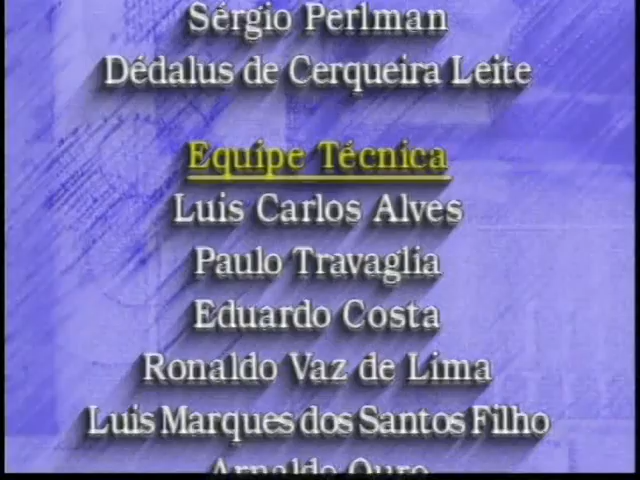 Sérgio Perlman
Dédalus de Cerqueira Leite
Equipe Técnica
Luis Carlos Alves
Paulo Travaglia
Eduardo Costa
Ronaldo Vaz de Lima
Luis Marques dos Santos Filho
Arnaldo